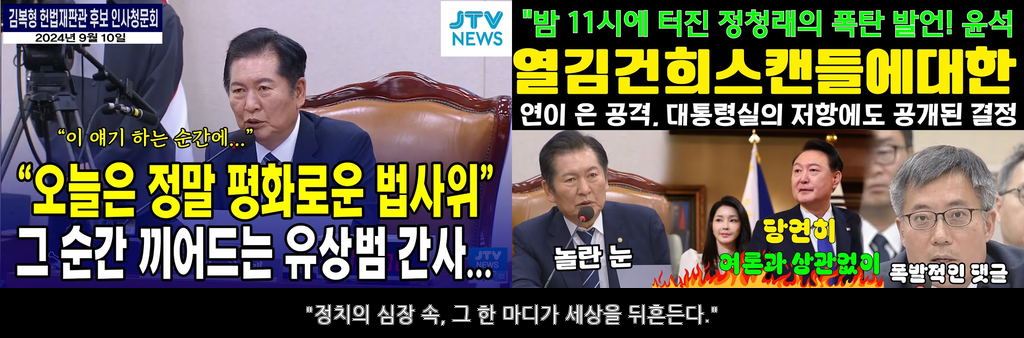 김복형 헌법재판관 후보 인사청문회
2024년 9월 10일
JTV
NEWS
"이 얘기 하는 순간에..."
"오늘은 정말 평화로운 법사위"
그 순간 끼어드는 유상범 간사...
JTV
NEWS
"밤 11시에 터진 정청래의 폭탄 발언! 윤석
열김건희스캔들에대한
연이 은 공격, 대통령실의 저항에도 공개된 결정
놀란 눈
당연히
여론과 상관없이
폭발적인 댓글
"정치의 심장 속, 그 한 마디가 세상을 뒤흔든다."